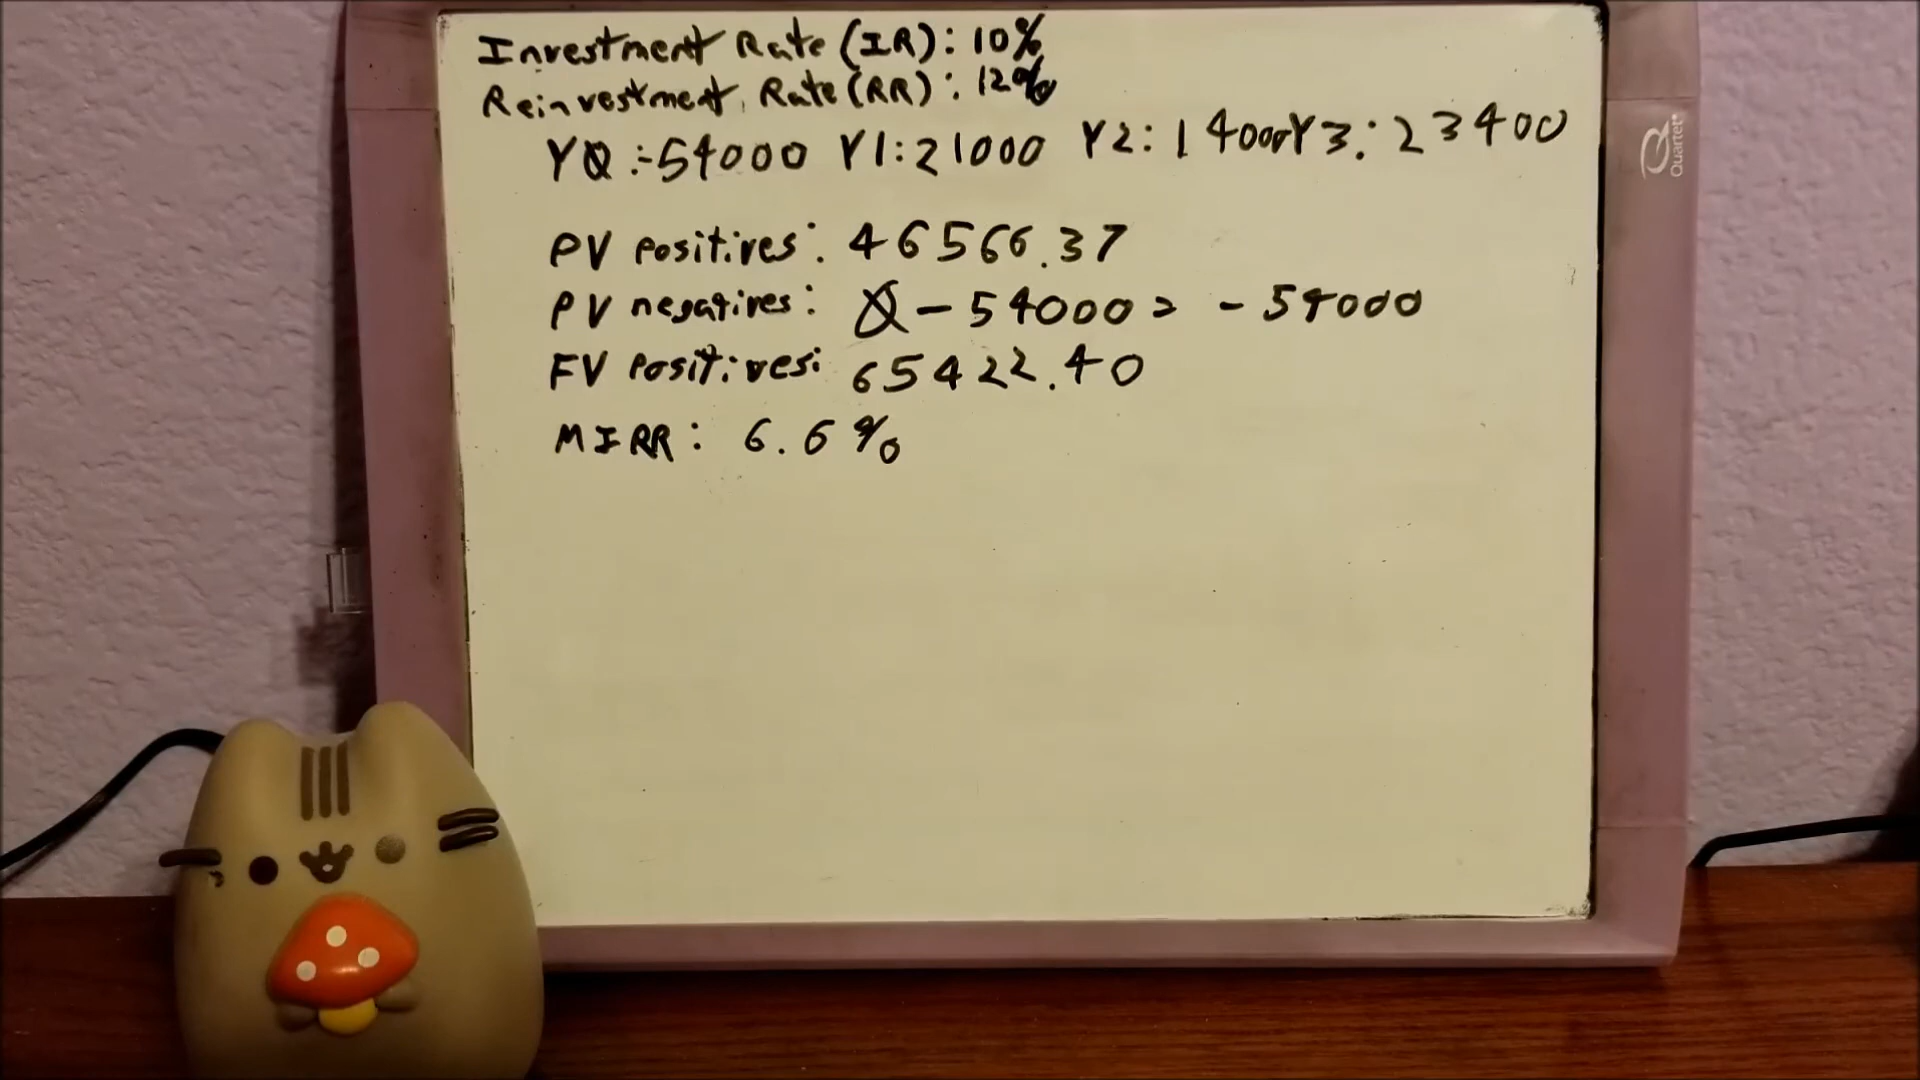 Investment Rate (IR): 10%
Reinvestment Rate (RR): 12%
Y0: -54000 Y1: 21000 Y2: 14000 Y3: 23400
PV positives: 46566.37
PV negatives: 0 - 54000 = -54000
FV positives: 65422.40
MIRR: 6.6%
Quartet